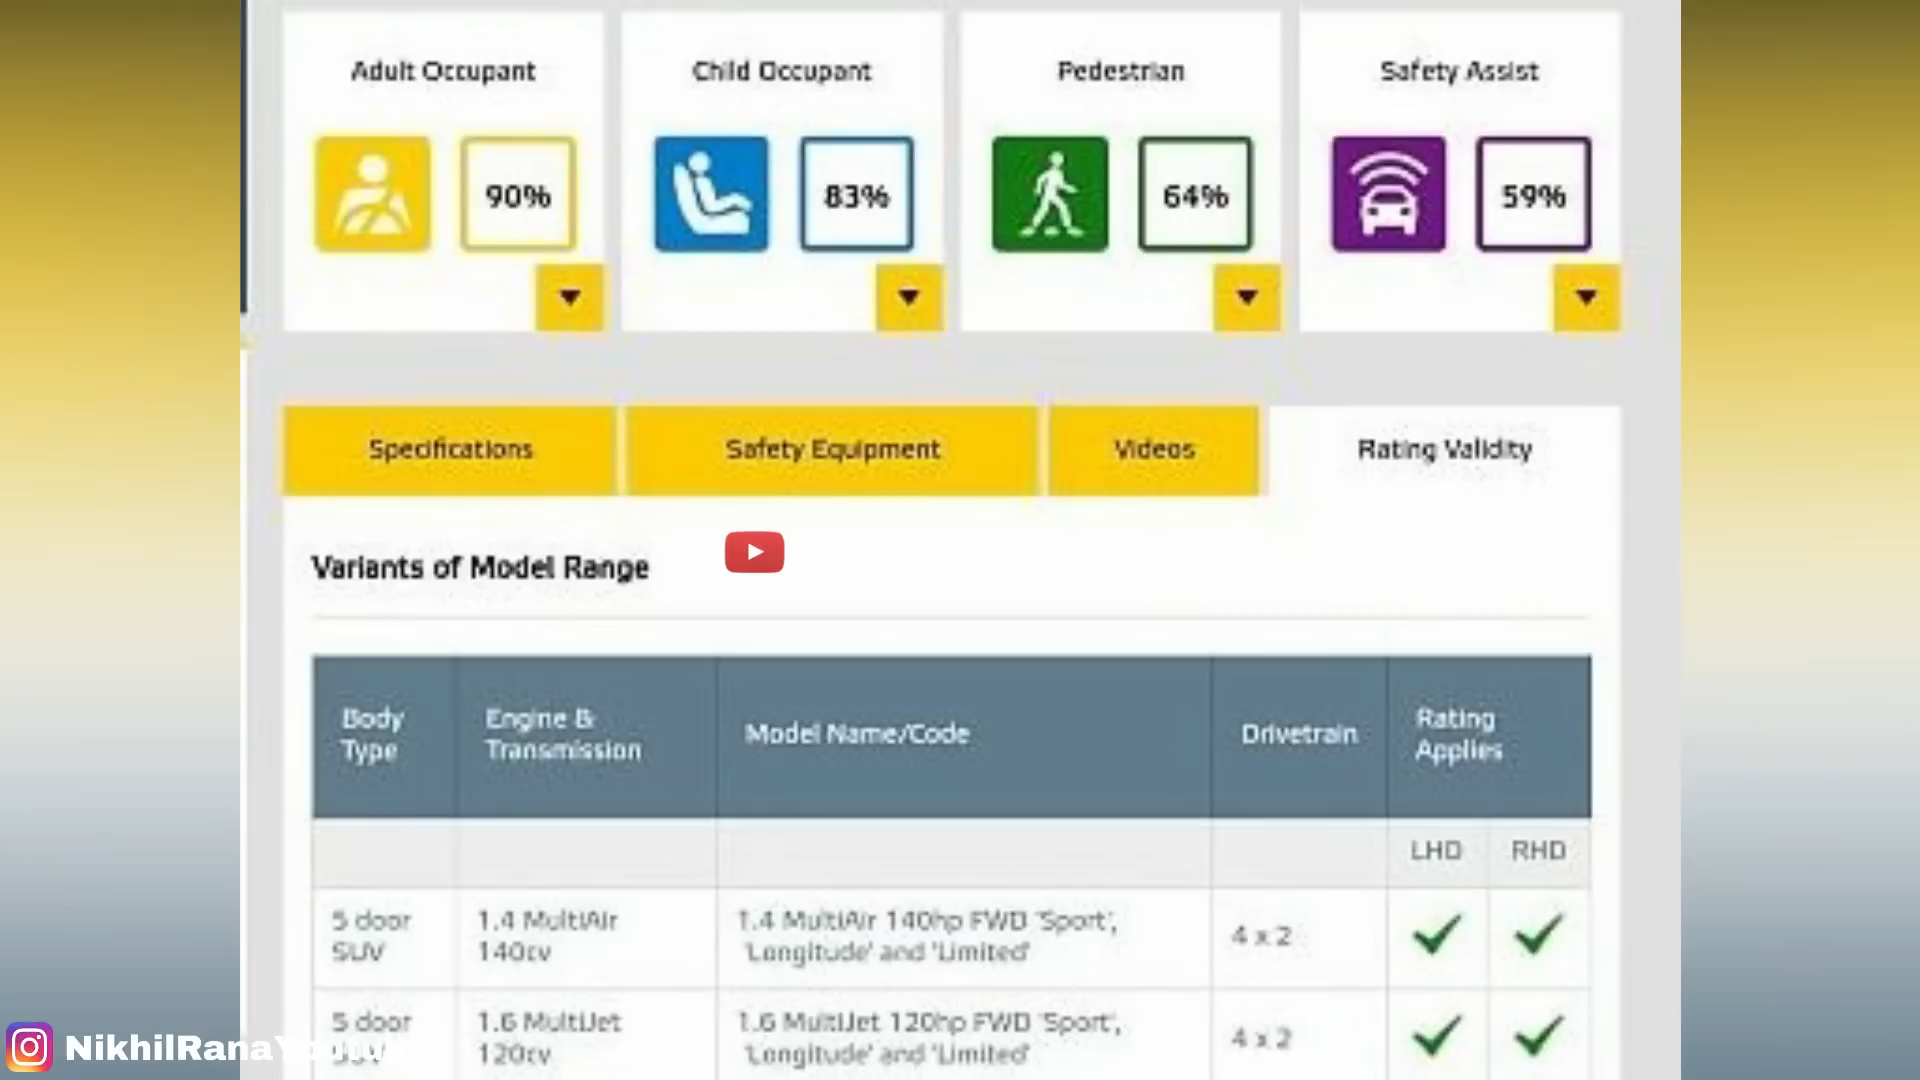 Adult Occupant
Child Occupant
Pedestrian
Safety Assist
90%
83%
64%
59%
Specifications
Safety Equipment
Videos
Rating Validity
Variants of Model Range
Body Type
Engine & Transmission
Model Name/Code
Drivetrain
Rating Applies
LHD
RHD
5 door SUV
1.4 MultiAir 140cv
1.4 MultiAir 140hp FWD 'Sport',
'Longitude' and 'Limited'
4 x 2
5 door SUV
1.6 MultiJet 120cv
1.6 MultiJet 120hp FWD 'Sport',
'Longitude' and 'Limited'
4 x 2
NikhilRana